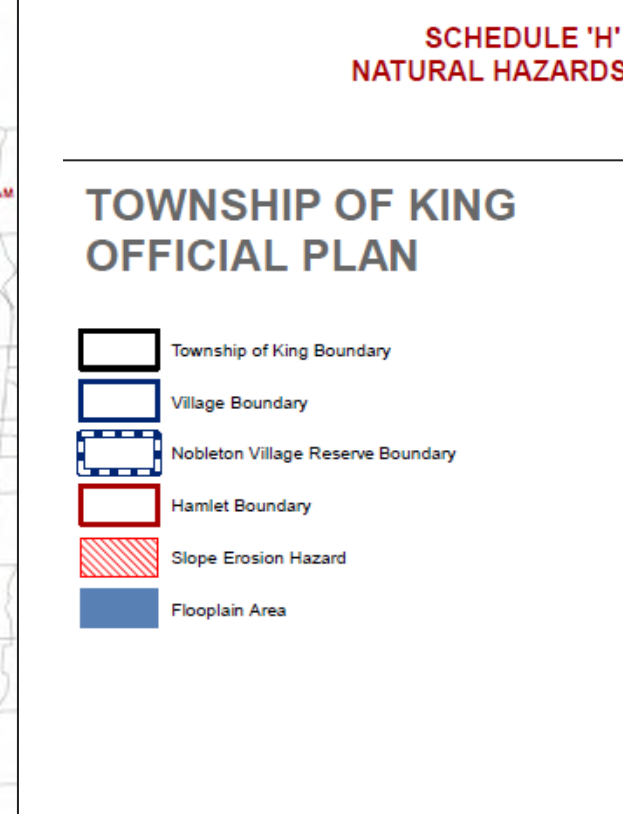 SCHEDULE 'H'
NATURAL HAZARDS
TOWNSHIP OF KING
OFFICIAL PLAN
Township of King Boundary
Village Boundary
Nobleton Village Reserve Boundary
Hamlet Boundary
Slope Erosion Hazard
Flooplain Area